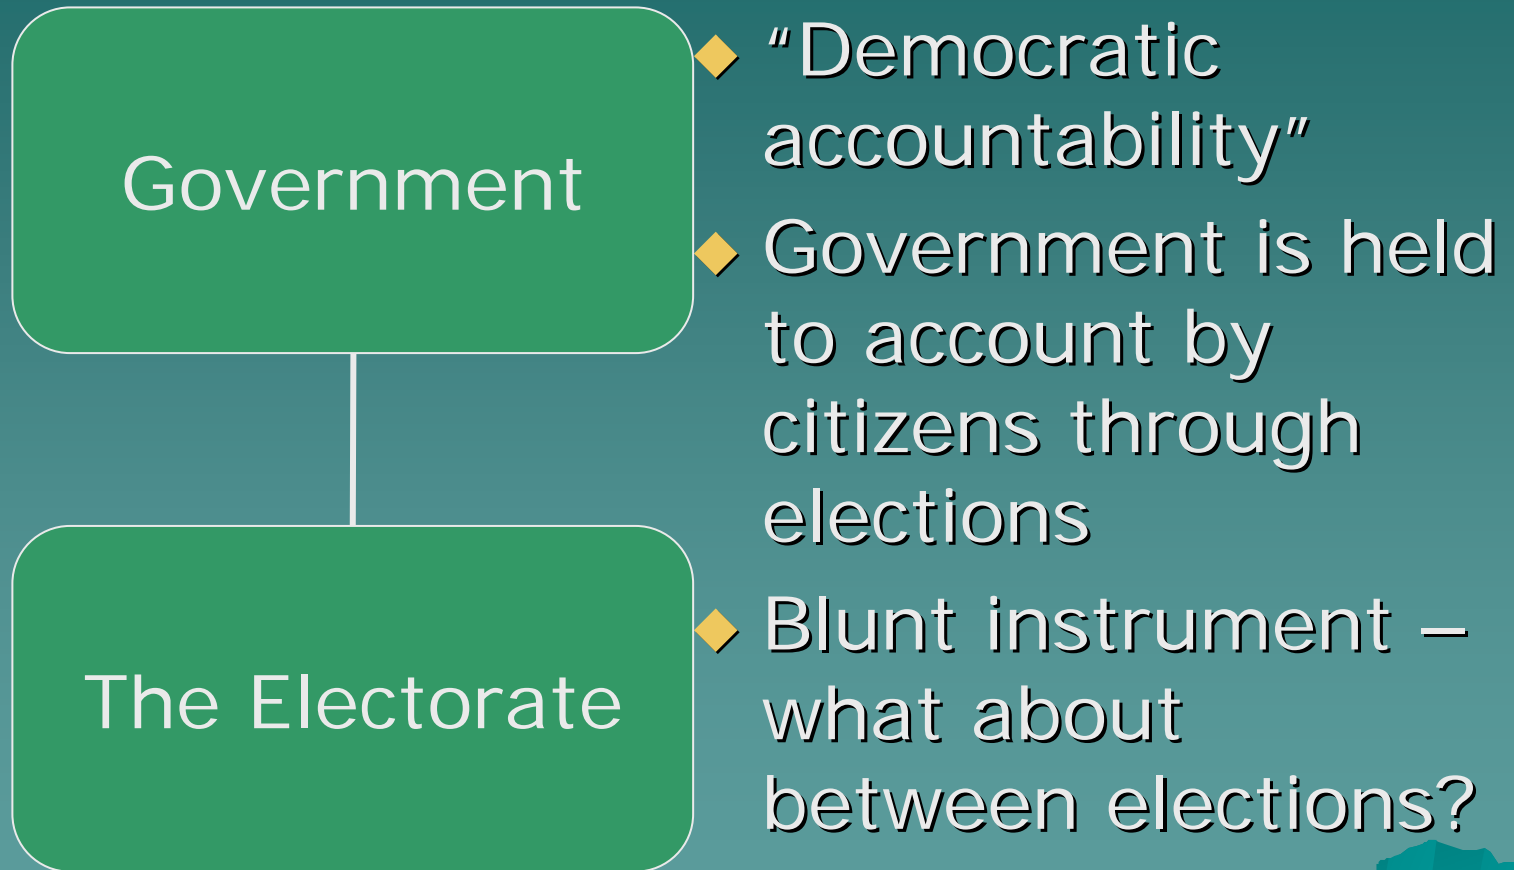 Government
The Electorate
“Democratic
accountability”
Government is held
to account by
citizens through
elections
Blunt instrument –
what about
between elections?